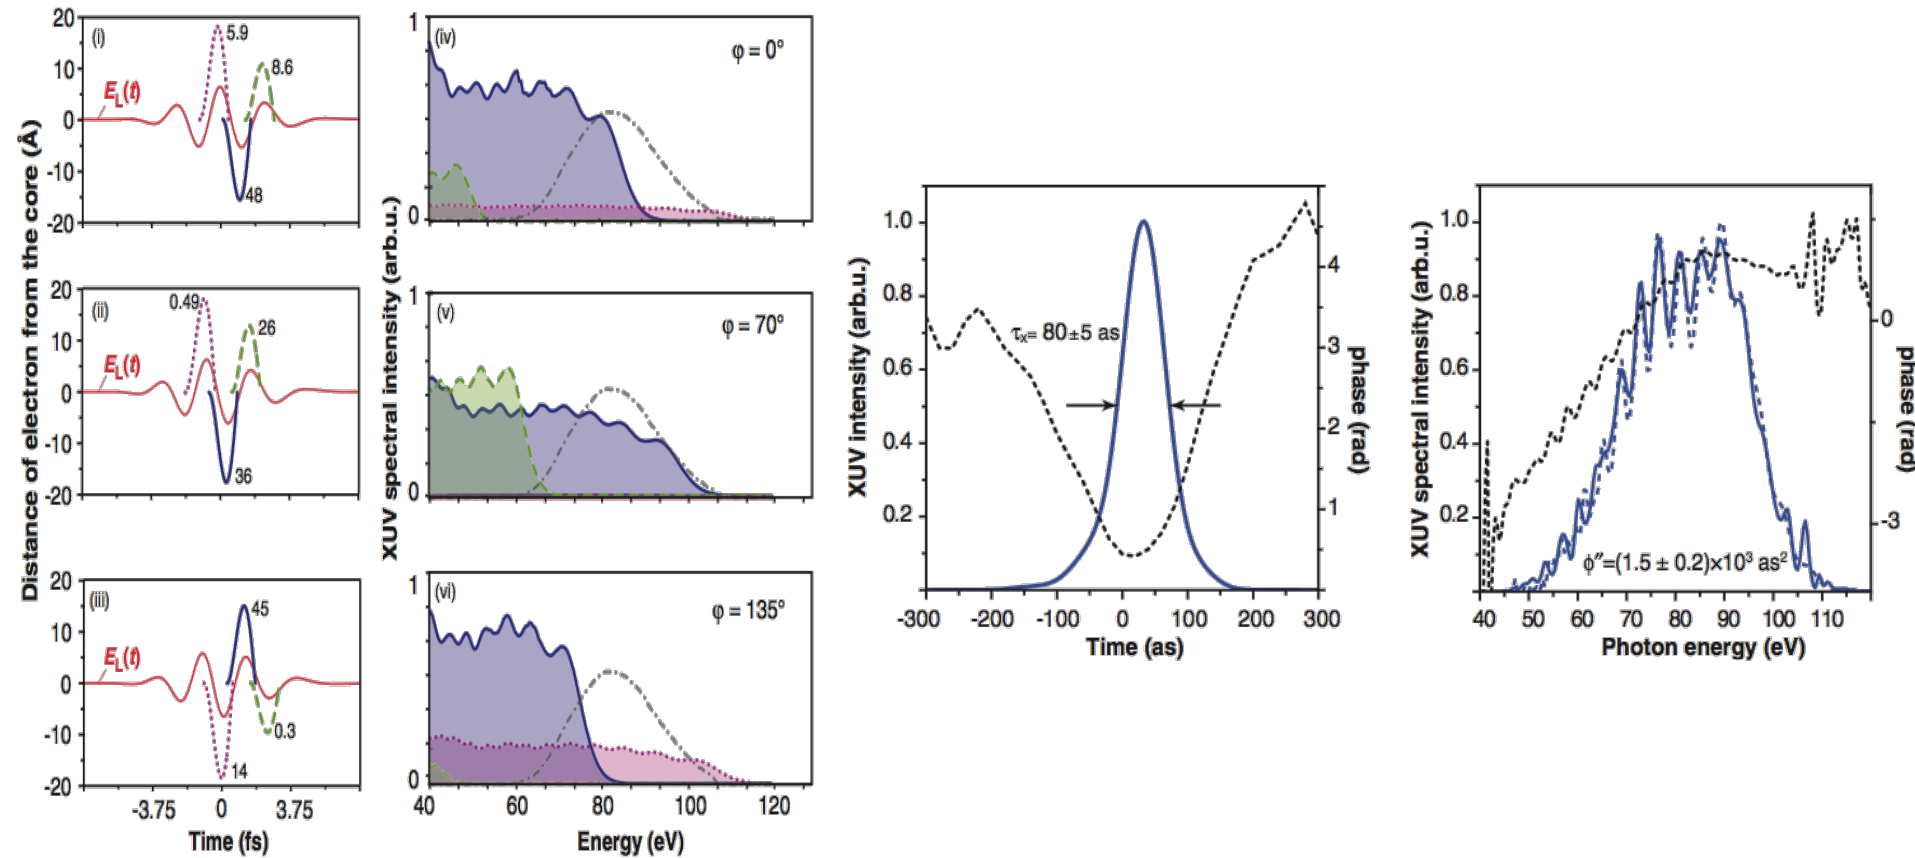 Distance of electron from the core (Å)
(i)
20
10
0
-10
-20
E_L(t)
5.9
8.6
48
(ii)
20
10
0
-10
-20
E_L(t)
0.49
26
36
(iii)
20
10
0
-10
-20
E_L(t)
45
0.3
14
-3.75
0
3.75
Time (fs)
XUV spectral intensity (arb.u.)
(iv)
φ = 0°
1
0
(v)
φ = 70°
1
0
(vi)
φ = 135°
1
0
40
60
80
100
120
Energy (eV)
XUV intensity (arb.u.)
1.0
0.8
0.6
0.4
0.2
τₓ= 80±5 as
4
3
2
1
phase (rad)
-300
-200
-100
0
100
200
300
Time (as)
XUV spectral intensity (arb.u.)
1.0
0.8
0.6
0.4
0.2
ϕ″=(1.5 ± 0.2)×10³ as²
0
-3
phase (rad)
40
50
60
70
80
90
100
110
Photon energy (eV)